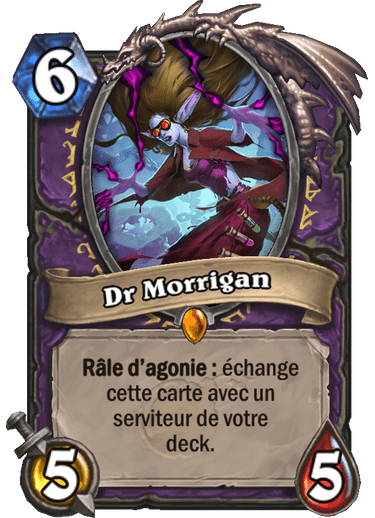 6
Dr Morrigan
Râle d'agonie : échange
cette carte avec un
serviteur de votre
deck.
5
5